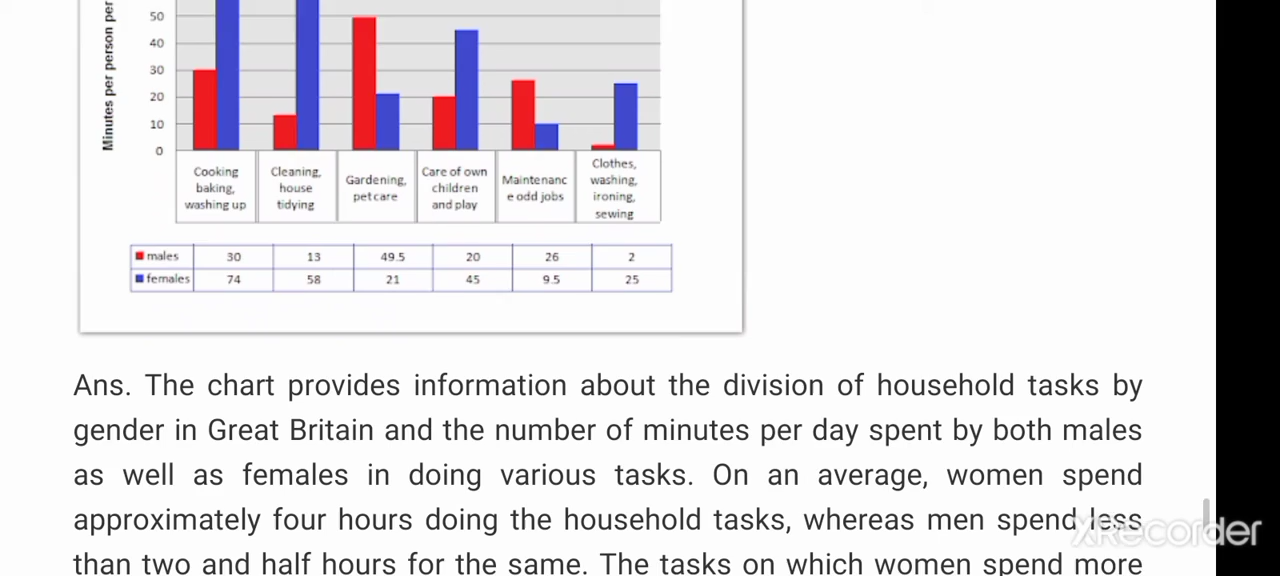 Minutes per person per
50
40
30
20
10
0
Cooking baking, washing up
Cleaning, house tidying
Gardening, pet care
Care of own children and play
Maintenanc e odd jobs
Clothes, washing, ironing, sewing
males 30 13 49.5 20 26 2
females 74 58 21 45 9.5 25
Ans. The chart provides information about the division of household tasks by
gender in Great Britain and the number of minutes per day spent by both males
as well as females in doing various tasks. On an average, women spend
approximately four hours doing the household tasks, whereas men spend less
than two and half hours for the same. The tasks on which women spend more
XRecorder